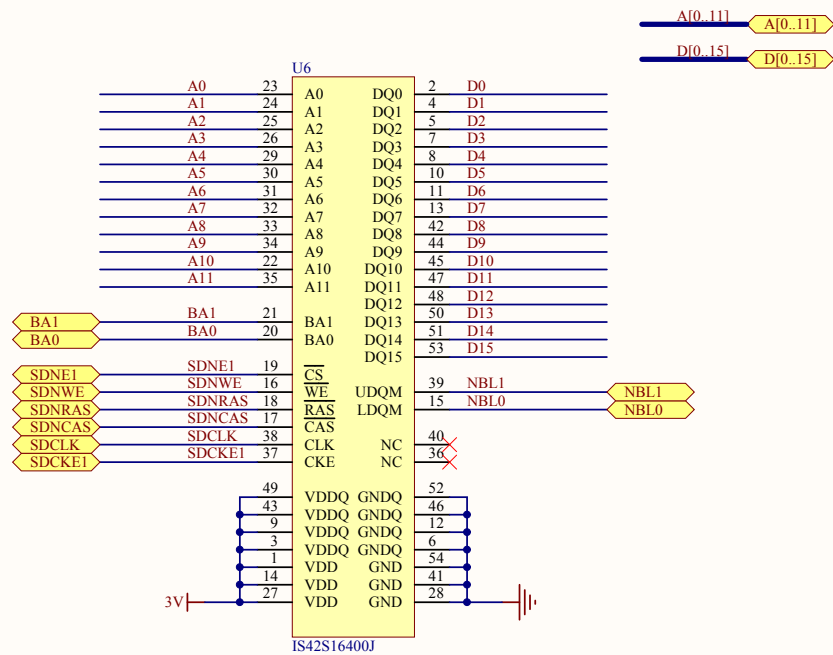 A[0..11] A[0..11]
D[0..15] D[0..15]
U6
A0 23 A0 DQ0 2 D0
A1 24 A1 DQ1 4 D1
A2 25 A2 DQ2 5 D2
A3 26 A3 DQ3 7 D3
A4 29 A4 DQ4 8 D4
A5 30 A5 DQ5 10 D5
A6 31 A6 DQ6 11 D6
A7 32 A7 DQ7 13 D7
A8 33 A8 DQ8 42 D8
A9 34 A9 DQ9 44 D9
A10 22 A10 DQ10 45 D10
A11 35 A11 DQ11 47 D11
DQ12 48 D12
BA1 BA1 21 BA1 DQ13 50 D13
BA0 BA0 20 BA0 DQ14 51 D14
DQ15 53 D15
SDNE1 SDNE1 19 CS
SDNWE SDNWE 16 WE UDQM 39 NBL1 NBL1
SDNRAS SDNRAS 18 RAS LDQM 15 NBL0 NBL0
SDNCAS SDNCAS 17 CAS
SDCLK SDCLK 38 CLK NC 40
SDCKE1 SDCKE1 37 CKE NC 36
49 VDDQ GNDQ 52
43 VDDQ GNDQ 46
9 VDDQ GNDQ 12
3 VDDQ GNDQ 6
1 VDD GND 54
14 VDD GND 41
3V 27 VDD GND 28
IS42S16400J